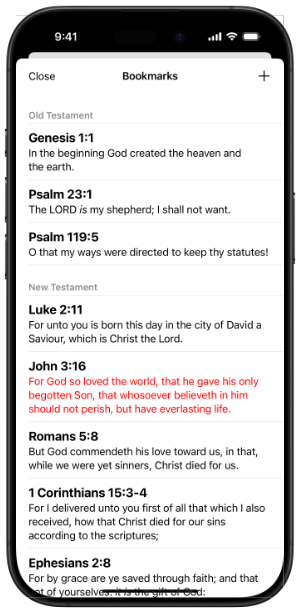 9:41
Close Bookmarks +
Old Testament
Genesis 1:1
In the beginning God created the heaven and
the earth.
Psalm 23:1
The LORD is my shepherd; I shall not want.
Psalm 119:5
O that my ways were directed to keep thy statutes!
New Testament
Luke 2:11
For unto you is born this day in the city of David a
Saviour, which is Christ the Lord.
John 3:16
For God so loved the world, that he gave his only
begotten Son, that whosoever believeth in him
should not perish, but have everlasting life.
Romans 5:8
But God commendeth his love toward us, in that,
while we were yet sinners, Christ died for us.
1 Corinthians 15:3-4
For I delivered unto you first of all that which I also
received, how that Christ died for our sins
according to the scriptures;
Ephesians 2:8
For by grace are ye saved through faith; and that
not of yourselves: it is the gift of God: